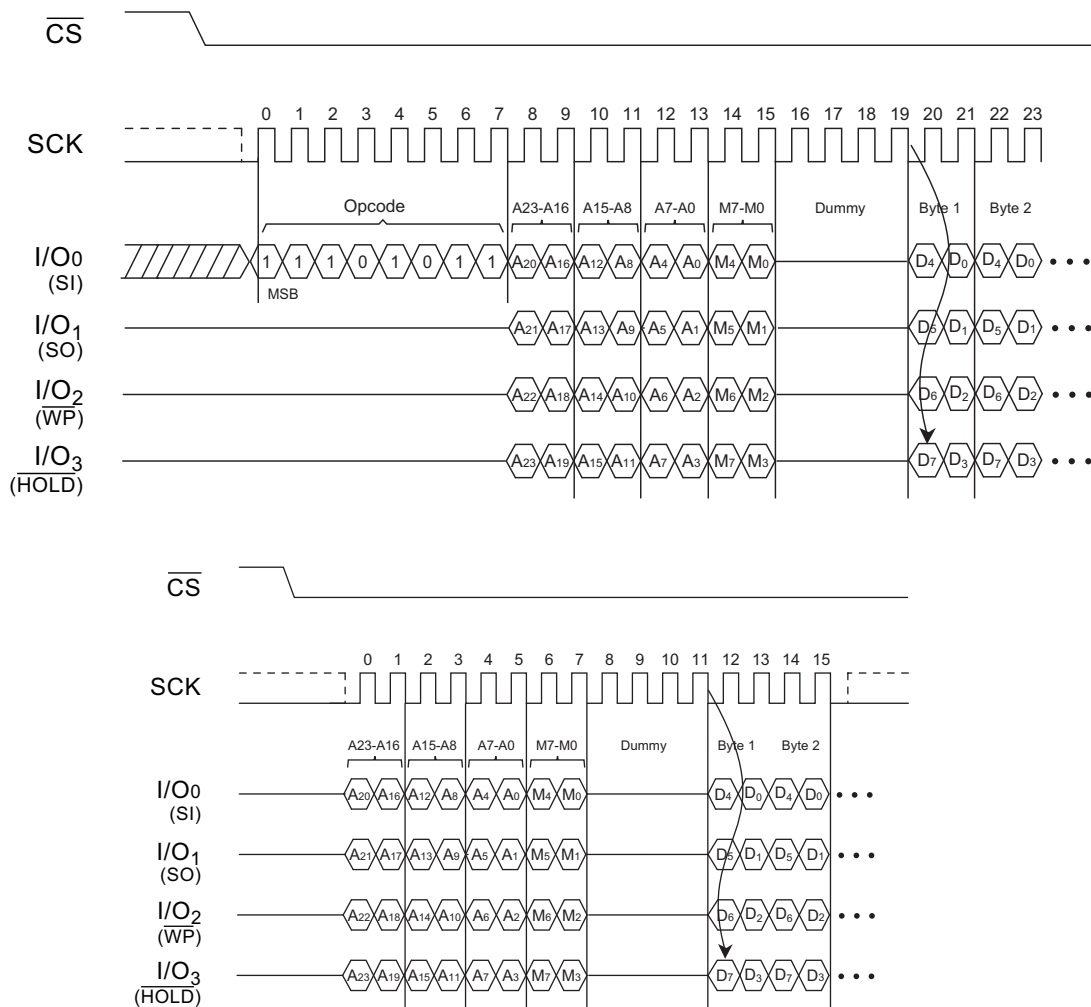 CS
0 1 2 3 4 5 6 7 8 9 10 11 12 13 14 15 16 17 18 19 20 21 22 23
SCK
Opcode A23-A16 A15-A8 A7-A0 M7-M0 Dummy Byte 1 Byte 2
I/O0 1 1 1 0 1 0 1 1 A20 A16 A12 A8 A4 A0 M4 M0 D4 D0 D4 D0
(SI) MSB
I/O1 A21 A17 A13 A9 A5 A1 M5 M1 D5 D1 D5 D1
(SO)
I/O2 A22 A18 A14 A10 A6 A2 M6 M2 D6 D2 D6 D2
(WP)
I/O3 A23 A19 A15 A11 A7 A3 M7 M3 D7 D3 D7 D3
(HOLD)
CS
0 1 2 3 4 5 6 7 8 9 10 11 12 13 14 15
SCK
A23-A16 A15-A8 A7-A0 M7-M0 Dummy Byte 1 Byte 2
I/O0 A20 A16 A12 A8 A4 A0 M4 M0 D4 D0 D4 D0
(SI)
I/O1 A21 A17 A13 A9 A5 A1 M5 M1 D5 D1 D5 D1
(SO)
I/O2 A22 A18 A14 A10 A6 A2 M6 M2 D6 D2 D6 D2
(WP)
I/O3 A23 A19 A15 A11 A7 A3 M7 M3 D7 D3 D7 D3
(HOLD)